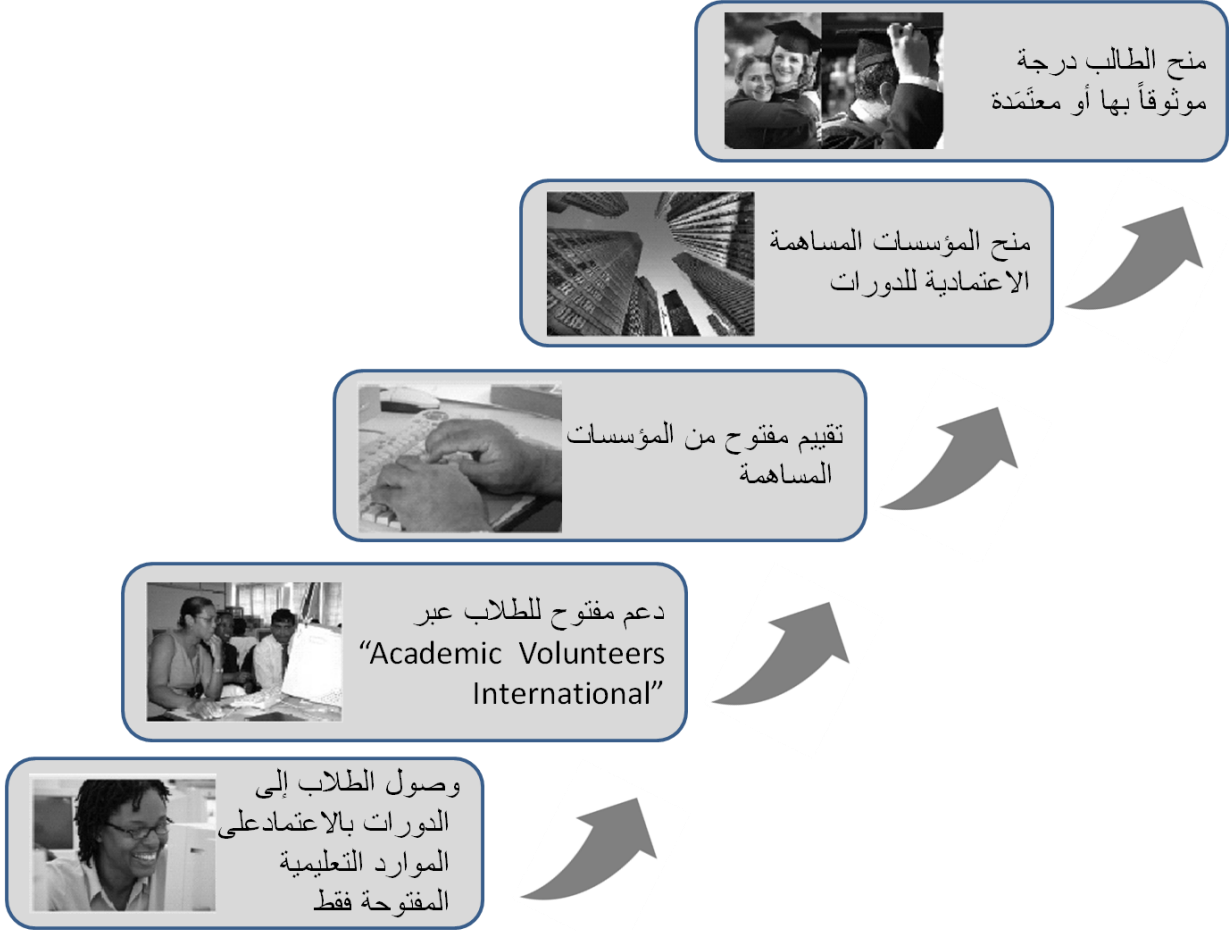 منح الطالب درجة
موثوقاً بها أو معتَمَدة
منح المؤسسات المساهمة
الاعتمادية للدورات
تقييم مفتوح من المؤسسات
المساهمة
دعم مفتوح للطلاب عبر
“Academic Volunteers
International”
وصول الطلاب إلى
الدورات بالاعتمادعلى
الموارد التعليمية
المفتوحة فقط